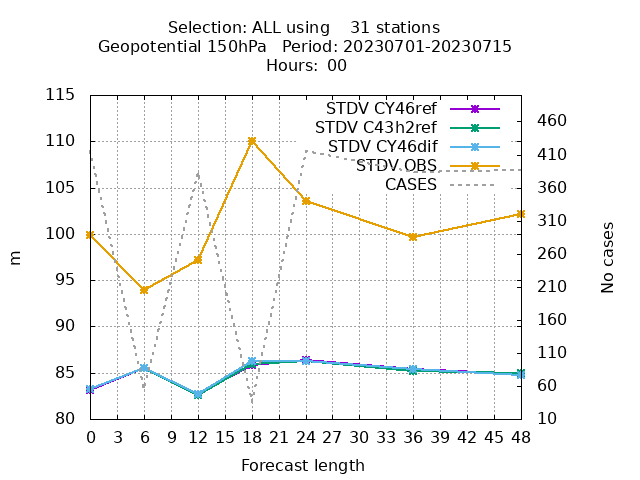 Selection: ALL using    31 stations
Geopotential 150hPa   Period: 20230701-20230715
Hours: 00
115
110
105
100
95
90
85
80
m
460
410
360
310
260
210
160
110
60
10
No cases
STDV CY46ref
STDV C43h2ref
STDV CY46dif
STDV OBS
CASES
0 3 6 9 12 15 18 21 24 27 30 33 36 39 42 45 48
Forecast length